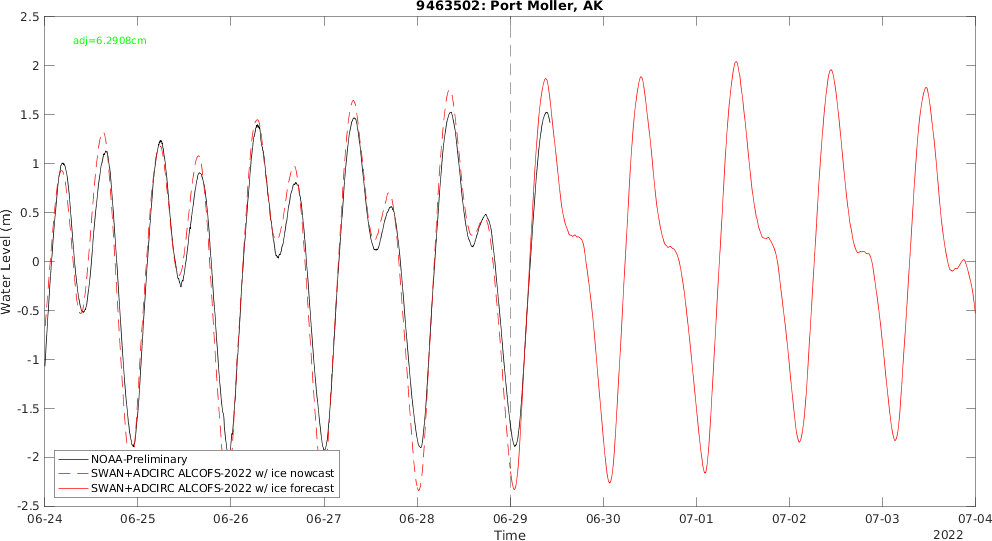 9463502: Port Moller, AK
adj=6.2908cm
2.5
2
1.5
1
0.5
0
-0.5
-1
-1.5
-2
-2.5
Water Level (m)
NOAA-Preliminary
SWAN+ADCIRC ALCOFS-2022 w/ ice nowcast
SWAN+ADCIRC ALCOFS-2022 w/ ice forecast
06-24 06-25 06-26 06-27 06-28 06-29 06-30 07-01 07-02 07-03 07-04
Time
2022